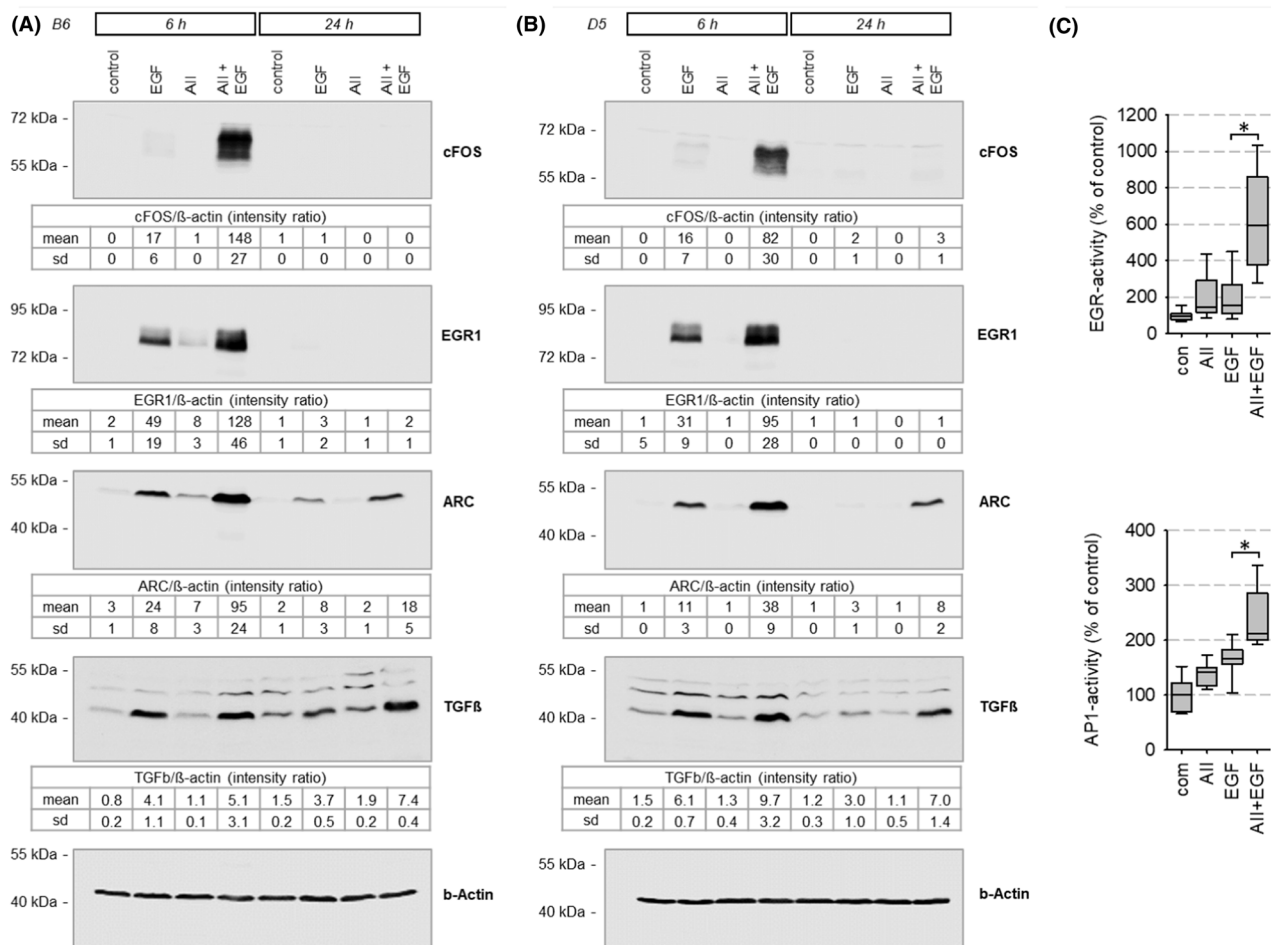 (A) B6 6 h 24 h
control EGF AII AII + EGF control EGF AII AII + EGF
72 kDa -
55 kDa -
cFOS
cFOS/ß-actin (intensity ratio)
mean 0 17 1 148 1 1 0 0
sd 0 6 0 27 0 0 0 0
95 kDa -
72 kDa -
EGR1
EGR1/ß-actin (intensity ratio)
mean 2 49 8 128 1 3 1 2
sd 1 19 3 46 1 2 1 1
55 kDa -
40 kDa -
ARC
ARC/ß-actin (intensity ratio)
mean 3 24 7 95 2 8 2 18
sd 1 8 3 24 1 3 1 5
55 kDa -
40 kDa -
TGFß
TGFb/ß-actin (intensity ratio)
mean 0.8 4.1 1.1 5.1 1.5 3.7 1.9 7.4
sd 0.2 1.1 0.1 3.1 0.2 0.5 0.2 0.4
55 kDa -
40 kDa -
b-Actin
(B) D5 6 h 24 h
control EGF AII AII + EGF control EGF AII AII + EGF
72 kDa -
55 kDa -
cFOS
cFOS/ß-actin (intensity ratio)
mean 0 16 0 82 0 2 0 3
sd 0 7 0 30 0 1 0 1
95 kDa -
72 kDa -
EGR1
EGR1/ß-actin (intensity ratio)
mean 1 31 1 95 1 1 0 1
sd 5 9 0 28 0 0 0 0
55 kDa -
40 kDa -
ARC
ARC/ß-actin (intensity ratio)
mean 1 11 1 38 1 3 1 8
sd 0 3 0 9 0 1 0 2
55 kDa -
40 kDa -
TGFß
TGFb/ß-actin (intensity ratio)
mean 1.5 6.1 1.3 9.7 1.2 3.0 1.1 7.0
sd 0.2 0.7 0.4 3.2 0.3 1.0 0.5 1.4
55 kDa -
40 kDa -
b-Actin
(C)
EGR-activity (% of control)
1200
1000
800
600
400
200
0
*
con AII EGF AII+EGF
AP1-activity (% of control)
400
300
200
100
0
*
com AII EGF AII+EGF